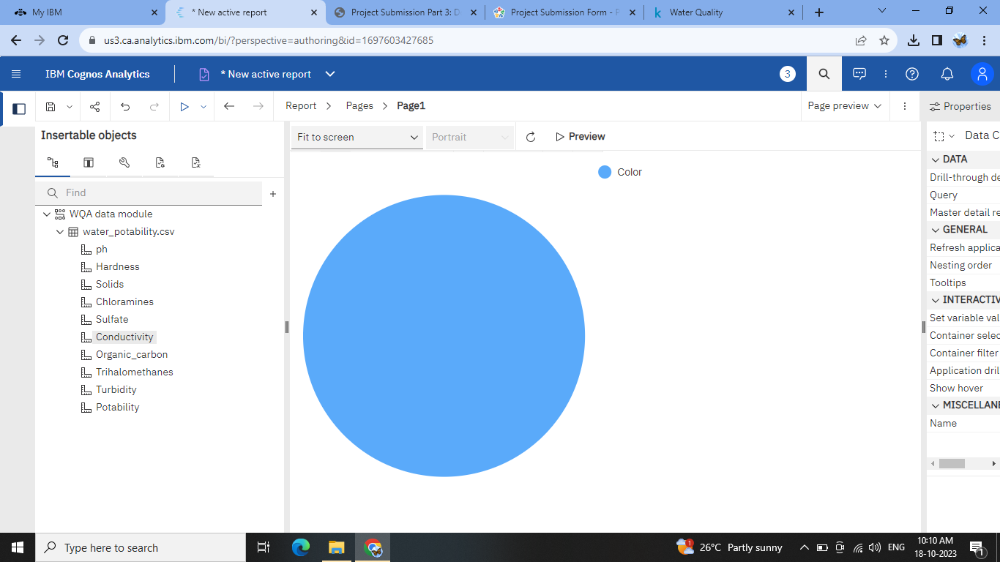 My IBM
* New active report
Project Submission Part 3: D
Project Submission Form - P
Water Quality
us3.ca.analytics.ibm.com/bi/?perspective=authoring&id=1697603427685
IBM Cognos Analytics
* New active report
3
Report > Pages > Page1
Page preview
Properties
Insertable objects
Fit to screen
Portrait
Preview
Data C
Find
Color
WQA data module
water_potability.csv
ph
Hardness
Solids
Chloramines
Sulfate
Conductivity
Organic_carbon
Trihalomethanes
Turbidity
Potability
DATA
Drill-through de
Query
Master detail re
GENERAL
Refresh applica
Nesting order
Tooltips
INTERACTIV
Set variable val
Container selec
Container filter
Application dril
Show hover
MISCELLANE
Name
Type here to search
1
26°C Partly sunny
ENG
10:10 AM
18-10-2023
1